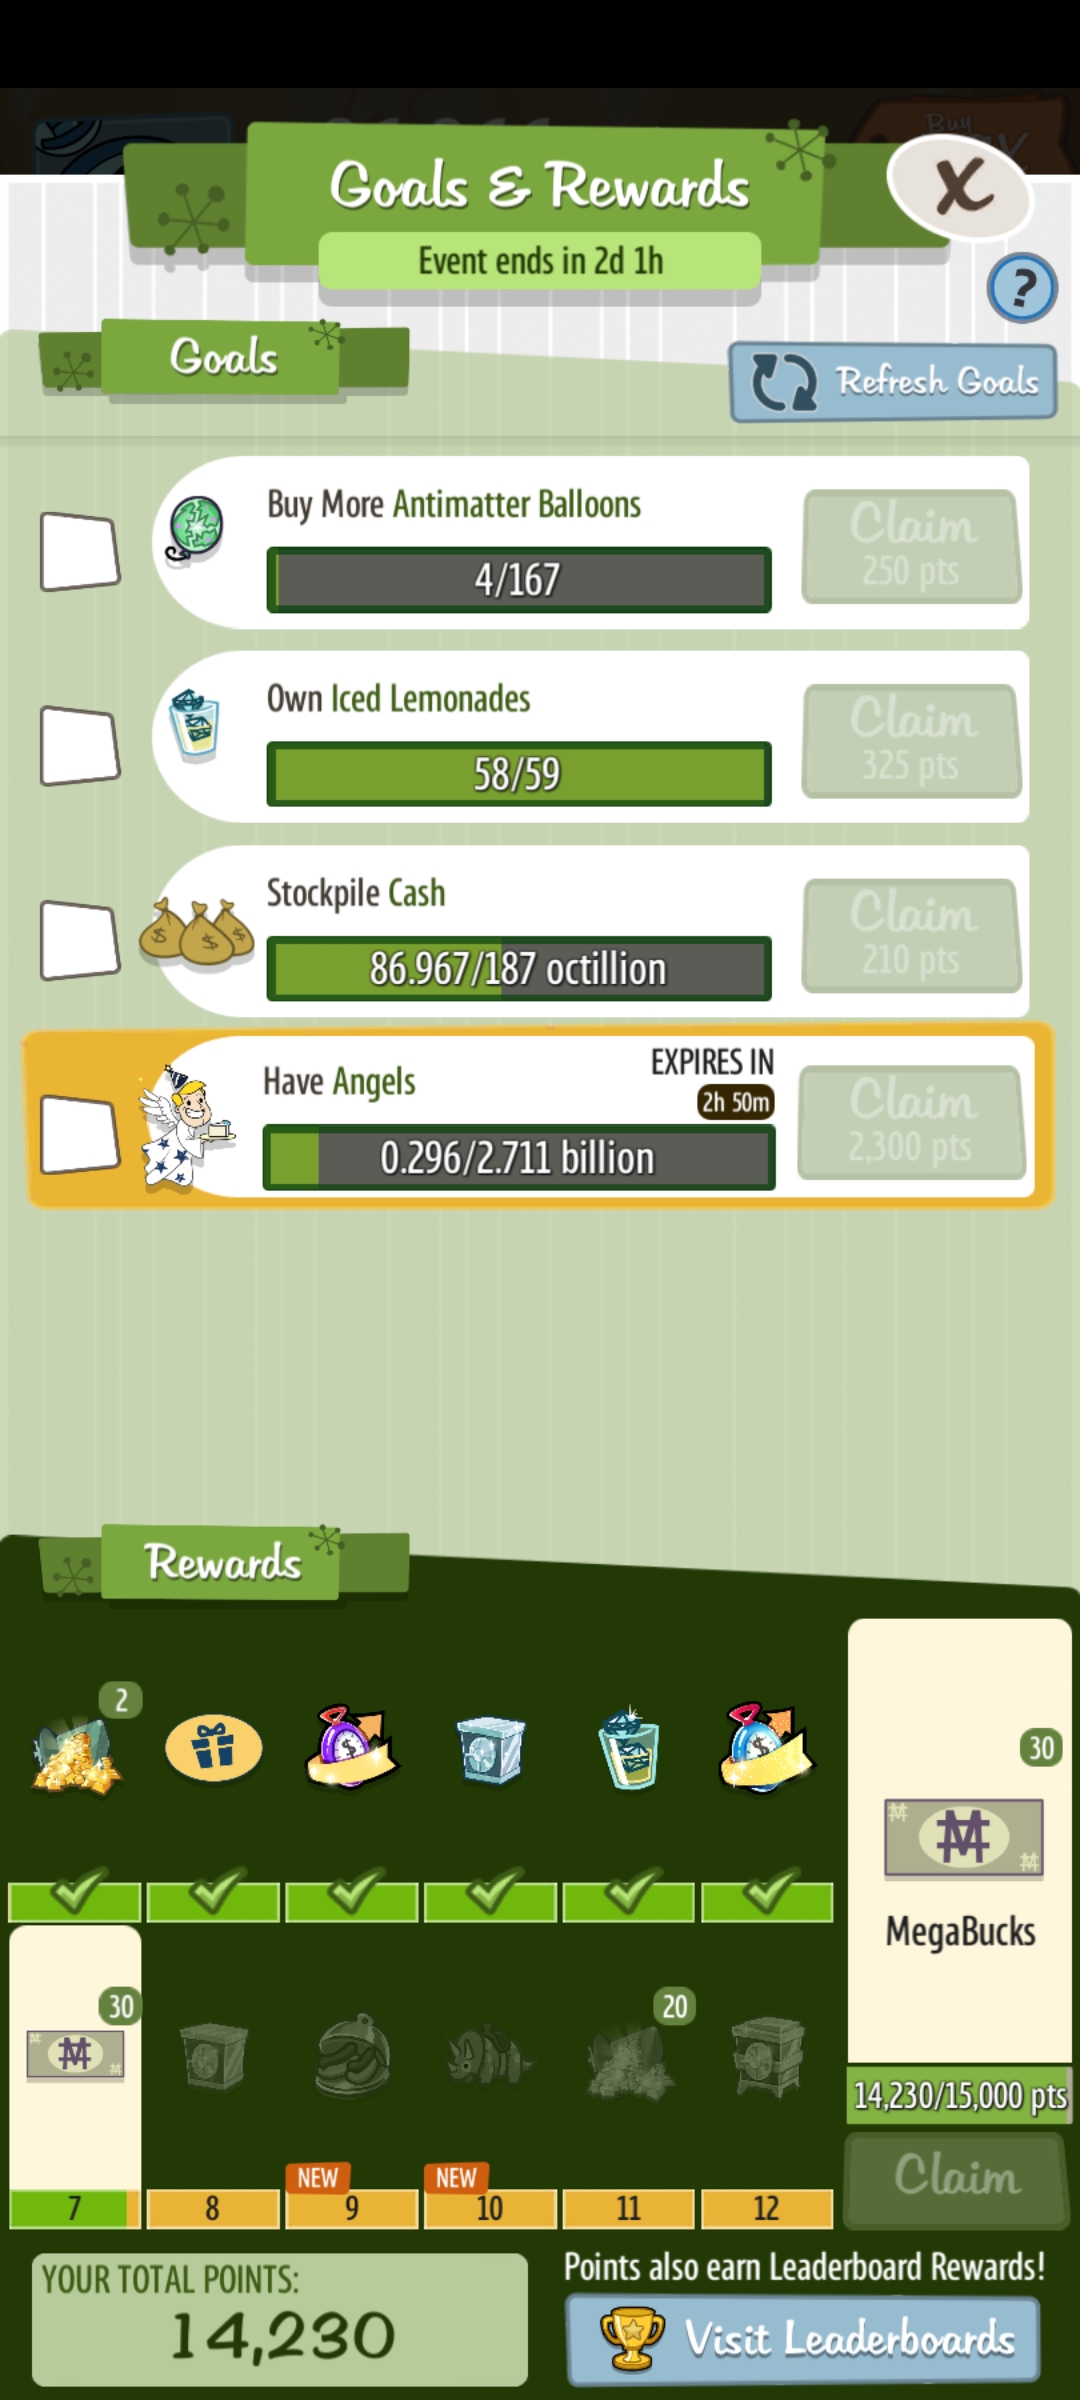 Buy
Goals & Rewards
X
Event ends in 2d 1h
?
Goals
Refresh Goals
Buy More Antimatter Balloons
4/167
Claim
250 pts
Own Iced Lemonades
58/59
Claim
325 pts
Stockpile Cash
86.967/187 octillion
Claim
210 pts
Have Angels
EXPIRES IN
2h 50m
0.296/2.711 billion
Claim
2,300 pts
Rewards
2
30
MegaBucks
30
20
14,230/15,000 pts
Claim
NEW
NEW
7
8
9
10
11
12
YOUR TOTAL POINTS:
14,230
Points also earn Leaderboard Rewards!
Visit Leaderboards